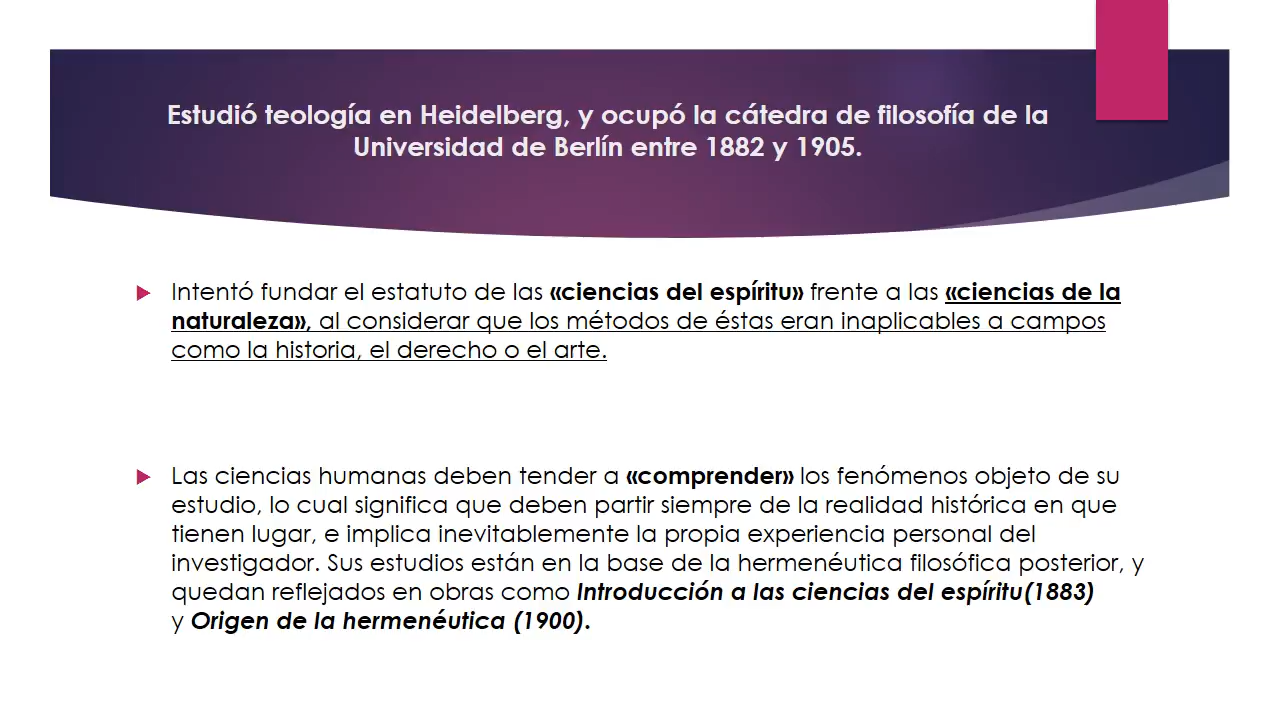 Estudió teología en Heidelberg, y ocupó la cátedra de filosofía de la
Universidad de Berlín entre 1882 y 1905.
Intentó fundar el estatuto de las «ciencias del espíritu» frente a las «ciencias de la
naturaleza», al considerar que los métodos de éstas eran inaplicables a campos
como la historia, el derecho o el arte.
Las ciencias humanas deben tender a «comprender» los fenómenos objeto de su
estudio, lo cual significa que deben partir siempre de la realidad histórica en que
tienen lugar, e implica inevitablemente la propia experiencia personal del
investigador. Sus estudios están en la base de la hermenéutica filosófica posterior, y
quedan reflejados en obras como Introducción a las ciencias del espíritu(1883)
y Origen de la hermenéutica (1900).